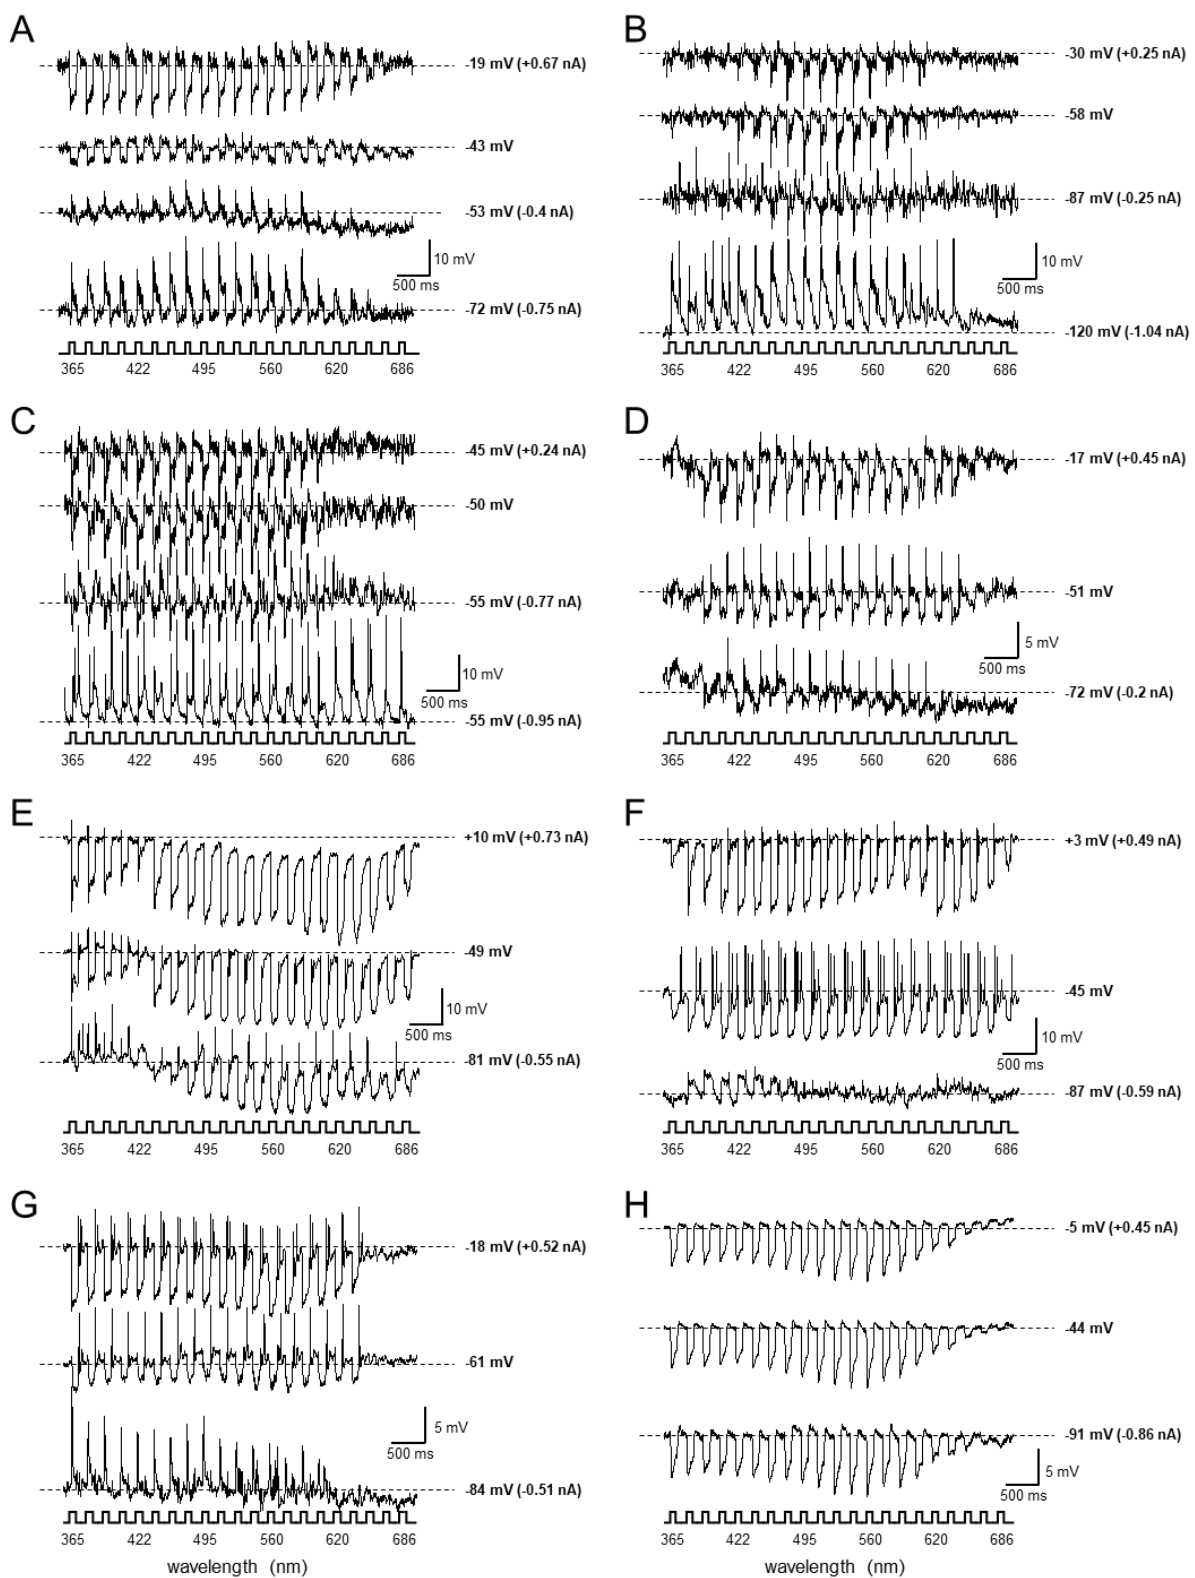 A
-19 mV (+0.67 nA)
-43 mV
-53 mV (-0.4 nA)
10 mV
500 ms
-72 mV (-0.75 nA)
365 422 495 560 620 686
B
-30 mV (+0.25 nA)
-58 mV
-87 mV (-0.25 nA)
10 mV
500 ms
-120 mV (-1.04 nA)
365 422 495 560 620 686
C
-45 mV (+0.24 nA)
-50 mV
-55 mV (-0.77 nA)
10 mV
500 ms
-55 mV (-0.95 nA)
365 422 495 560 620 686
D
-17 mV (+0.45 nA)
-51 mV
5 mV
500 ms
-72 mV (-0.2 nA)
365 422 495 560 620 686
E
+10 mV (+0.73 nA)
-49 mV
10 mV
500 ms
-81 mV (-0.55 nA)
365 422 495 560 620 686
F
+3 mV (+0.49 nA)
-45 mV
10 mV
500 ms
-87 mV (-0.59 nA)
365 422 495 560 620 686
G
-18 mV (+0.52 nA)
-61 mV
5 mV
500 ms
-84 mV (-0.51 nA)
365 422 495 560 620 686
wavelength (nm)
H
-5 mV (+0.45 nA)
-44 mV
-91 mV (-0.86 nA)
5 mV
500 ms
365 422 495 560 620 686
wavelength (nm)